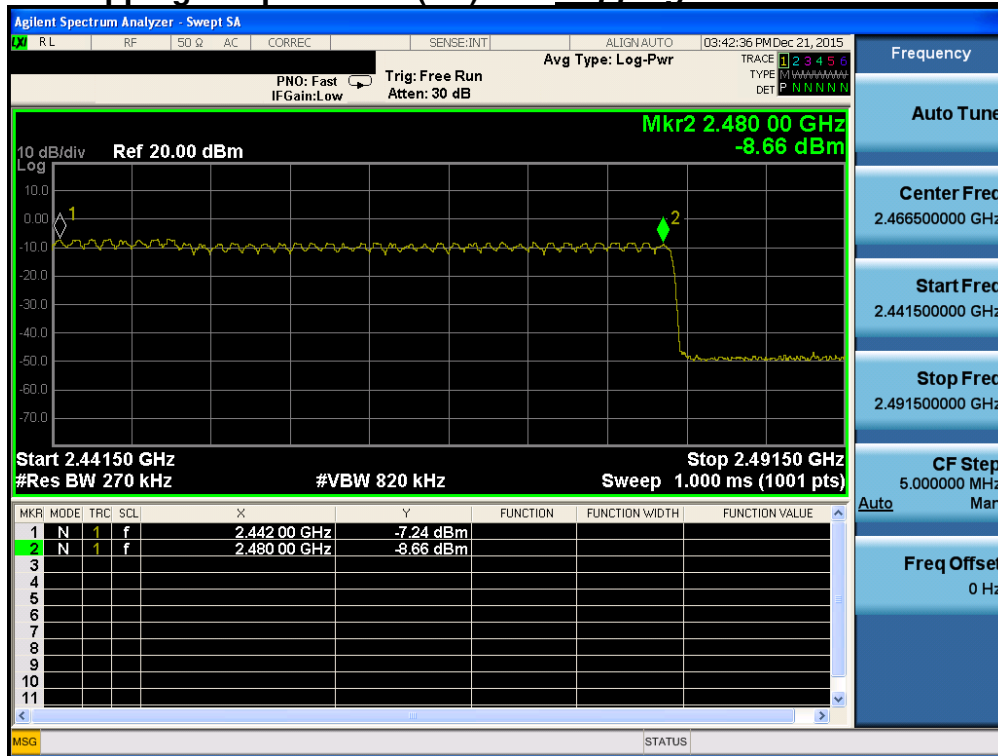 Agilent Spectrum Analyzer - Swept SA
LXI RL RF 50 Ω AC CORREC SENSE:INT ALIGN AUTO 03:42:36 PM Dec 21, 2015
PNO: Fast
IFGain:Low
Trig: Free Run
Atten: 30 dB
Avg Type: Log-Pwr
TRACE 1 2 3 4 5 6
TYPE M
DET P N N N N N
Mkr2 2.480 00 GHz
-8.66 dBm
10 dB/div Ref 20.00 dBm
Log
10.0
0.00
-10.0
-20.0
-30.0
-40.0
-50.0
-60.0
-70.0
1
2
Start 2.44150 GHz Stop 2.49150 GHz
#Res BW 270 kHz #VBW 820 kHz Sweep 1.000 ms (1001 pts)
MKR MODE TRC SCL X Y FUNCTION FUNCTION WIDTH FUNCTION VALUE
1 N 1 f 2.442 00 GHz -7.24 dBm
2 N 1 f 2.480 00 GHz -8.66 dBm
3
4
5
6
7
8
9
10
11
MSG STATUS
Frequency
Auto Tune
Center Freq
2.466500000 GHz
Start Freq
2.441500000 GHz
Stop Freq
2.491500000 GHz
CF Step
5.000000 MHz
Auto Man
Freq Offset
0 Hz